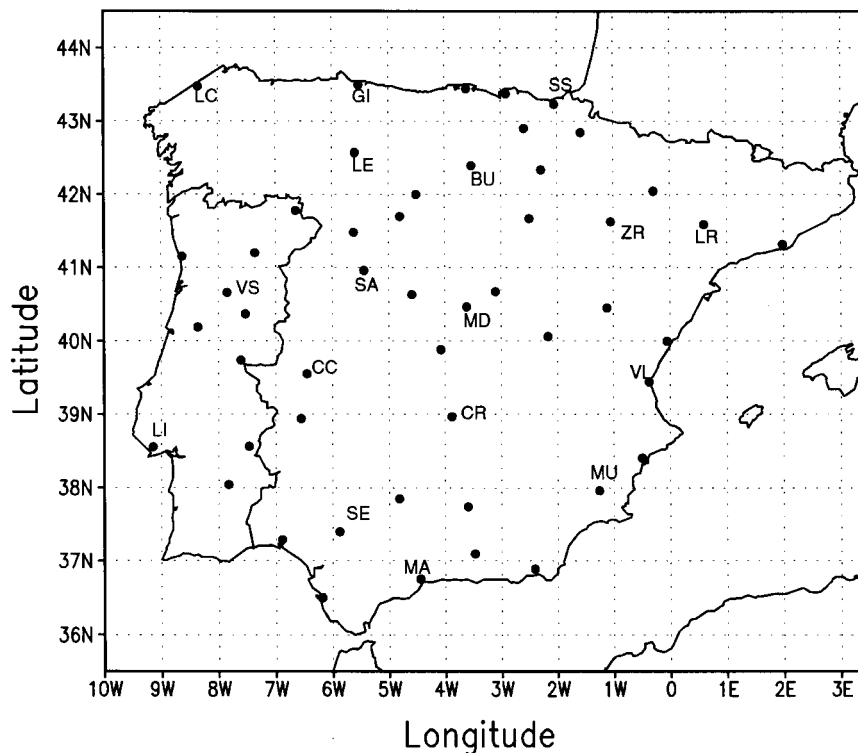 44N
43N
42N
41N
40N
39N
38N
37N
36N
Latitude
LC
GI
SS
LE
BU
ZR
LR
SA
VS
MD
CC
VL
CR
LI
MU
SE
MA
10W 9W 8W 7W 6W 5W 4W 3W 2W 1W 0 1E 2E 3E
Longitude